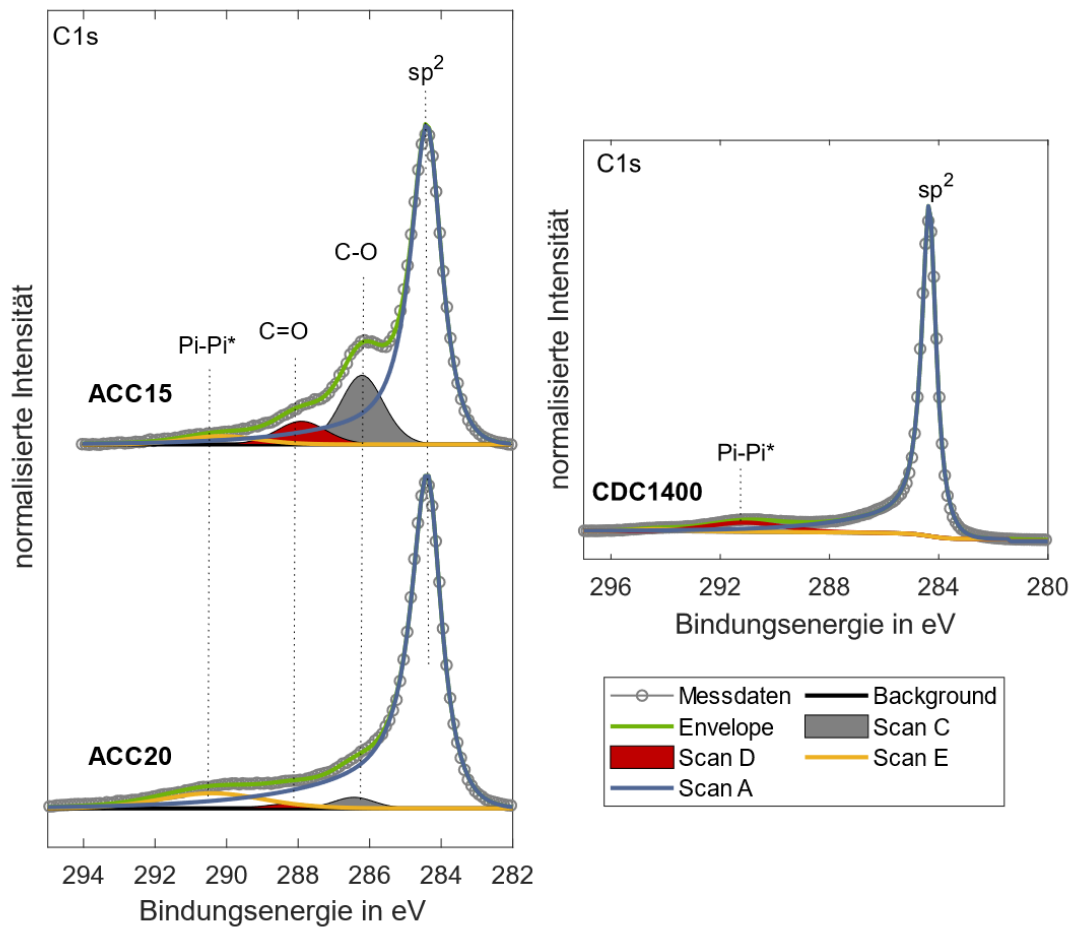 C1s
sp2
C-O
C=O
Pi-Pi*
ACC15
ACC20
normalisierte Intensität
294 292 290 288 286 284 282
Bindungsenergie in eV
C1s
sp2
Pi-Pi*
CDC1400
normalisierte Intensität
296 292 288 284 280
Bindungsenergie in eV
Messdaten Background
Envelope Scan C
Scan D Scan E
Scan A